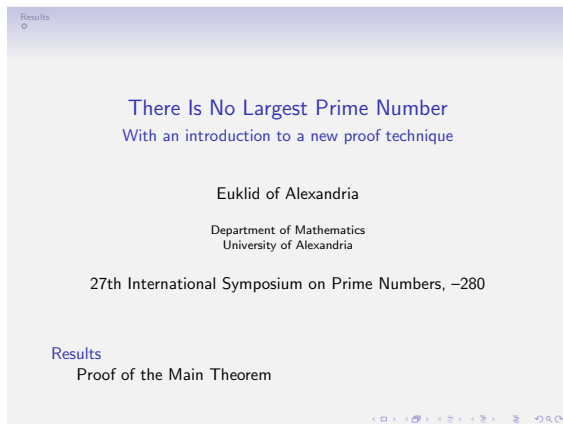 Results
There Is No Largest Prime Number
With an introduction to a new proof technique
Euklid of Alexandria
Department of Mathematics
University of Alexandria
27th International Symposium on Prime Numbers, –280
Results
Proof of the Main Theorem